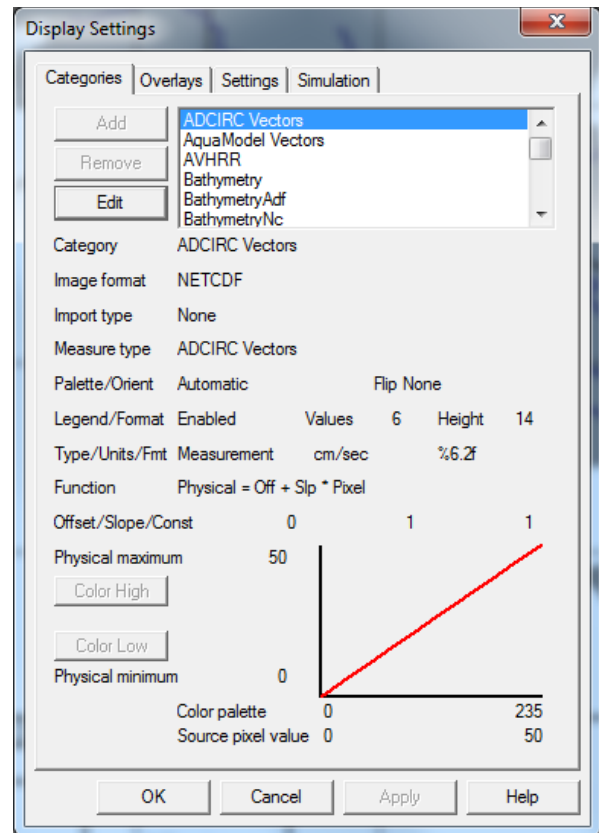 Display Settings
Categories Overlays Settings Simulation
Add
Remove
Edit
ADCIRC Vectors
AquaModel Vectors
AVHRR
Bathymetry
BathymetryAdf
BathymetryNc
Category ADCIRC Vectors
Image format NETCDF
Import type None
Measure type ADCIRC Vectors
Palette/Orient Automatic Flip None
Legend/Format Enabled Values 6 Height 14
Type/Units/Fmt Measurement cm/sec %6.2f
Function Physical = Off + Slp * Pixel
Offset/Slope/Const 0 1 1
Physical maximum 50
Color High
Color Low
Physical minimum 0
Color palette 0 235
Source pixel value 0 50
OK Cancel Apply Help